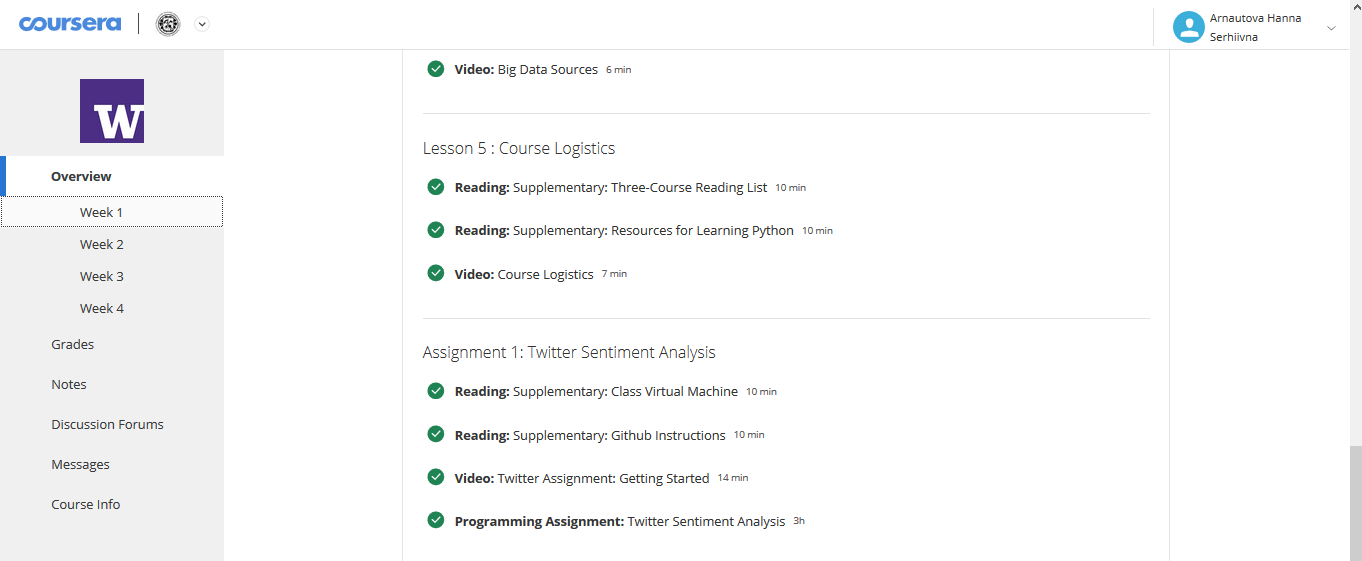 coursera
Arnautova Hanna
Serhiivna
W
Overview
Week 1
Week 2
Week 3
Week 4
Grades
Notes
Discussion Forums
Messages
Course Info
Video: Big Data Sources 6 min
Lesson 5 : Course Logistics
Reading: Supplementary: Three-Course Reading List 10 min
Reading: Supplementary: Resources for Learning Python 10 min
Video: Course Logistics 7 min
Assignment 1: Twitter Sentiment Analysis
Reading: Supplementary: Class Virtual Machine 10 min
Reading: Supplementary: Github Instructions 10 min
Video: Twitter Assignment: Getting Started 14 min
Programming Assignment: Twitter Sentiment Analysis 3h